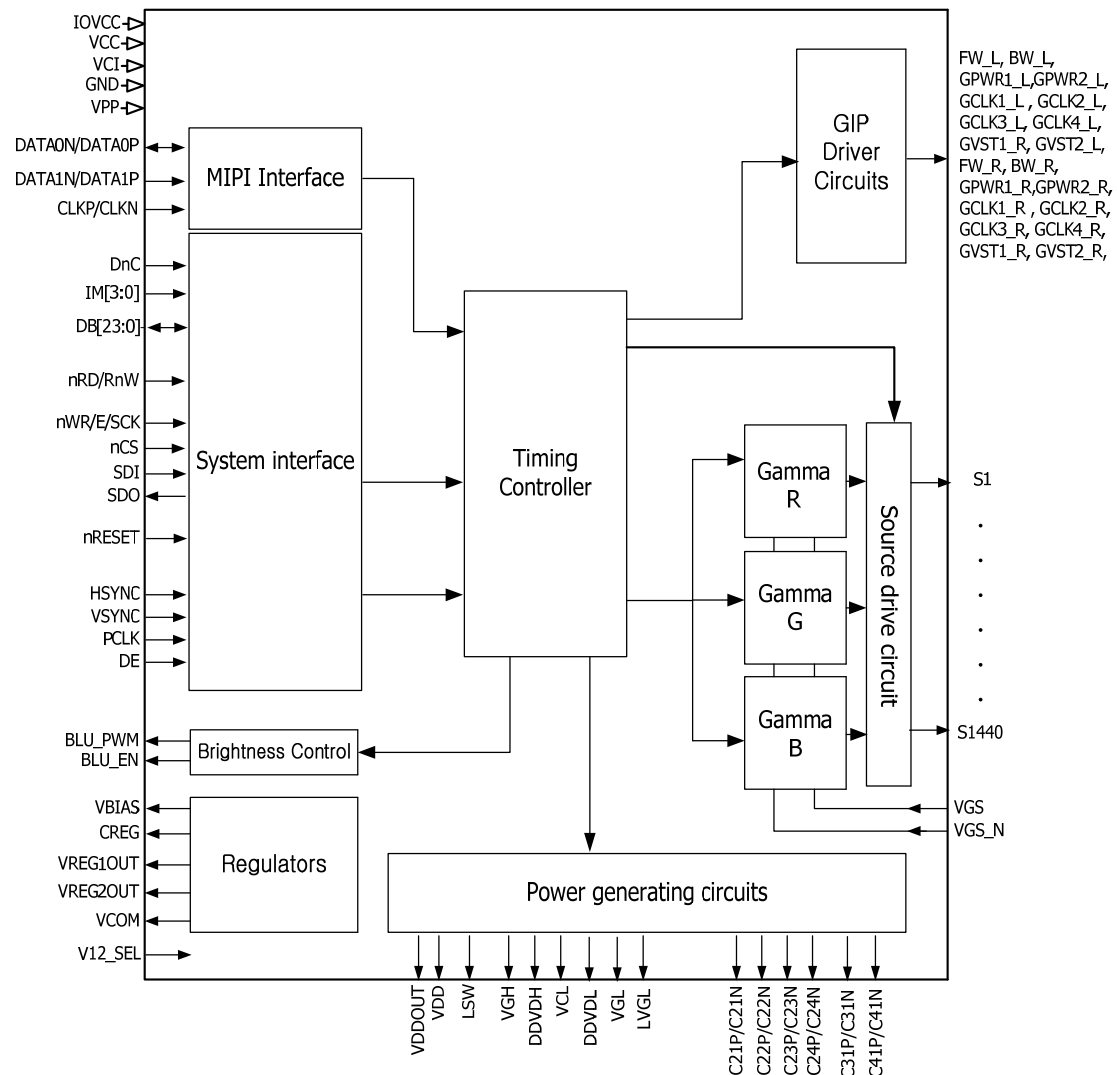 IOVCC
VCC
VCI
GND
VPP
DATA0N/DATA0P
DATA1N/DATA1P
CLKP/CLKN
DnC
IM[3:0]
DB[23:0]
nRD/RnW
nWR/E/SCK
nCS
SDI
SDO
nRESET
HSYNC
VSYNC
PCLK
DE
BLU_PWM
BLU_EN
VBIAS
CREG
VREG1OUT
VREG2OUT
VCOM
V12_SEL
MIPI Interface
System interface
Brightness Control
Regulators
Timing
Controller
GIP
Driver
Circuits
Gamma
R
Gamma
G
Gamma
B
Source drive circuit
Power generating circuits
FW_L, BW_L,
GPWR1_L,GPWR2_L,
GCLK1_L , GCLK2_L,
GCLK3_L, GCLK4_L,
GVST1_R, GVST2_L,
FW_R, BW_R,
GPWR1_R,GPWR2_R,
GCLK1_R , GCLK2_R,
GCLK3_R, GCLK4_R,
GVST1_R, GVST2_R,
S1
.
.
.
.
.
.
S1440
VGS
VGS_N
VDDOUT
VDD
LSW
VGH
DDVDH
VCL
DDVDL
VGL
LVGL
C21P/C21N
C22P/C22N
C23P/C23N
C24P/C24N
C31P/C31N
C41P/C41N